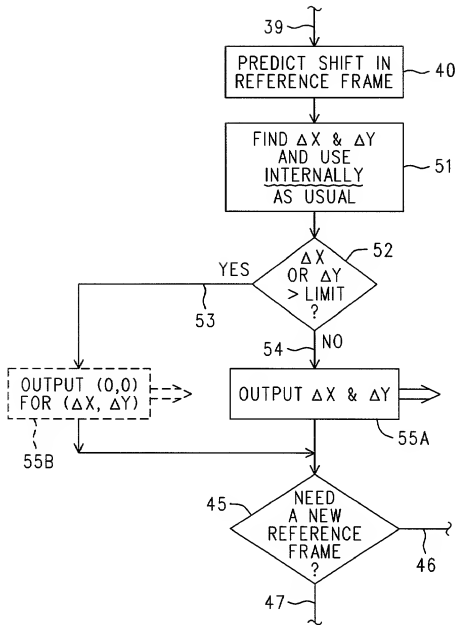 39
PREDICT SHIFT IN
REFERENCE FRAME
40
FIND ΔX & ΔY
AND USE
INTERNALLY
AS USUAL
51
52
ΔX
OR ΔY
> LIMIT
?
YES
53
54
NO
OUTPUT (0,0)
FOR (ΔX, ΔY)
55B
OUTPUT ΔX & ΔY
55A
45
NEED
A NEW
REFERENCE
FRAME
?
46
47